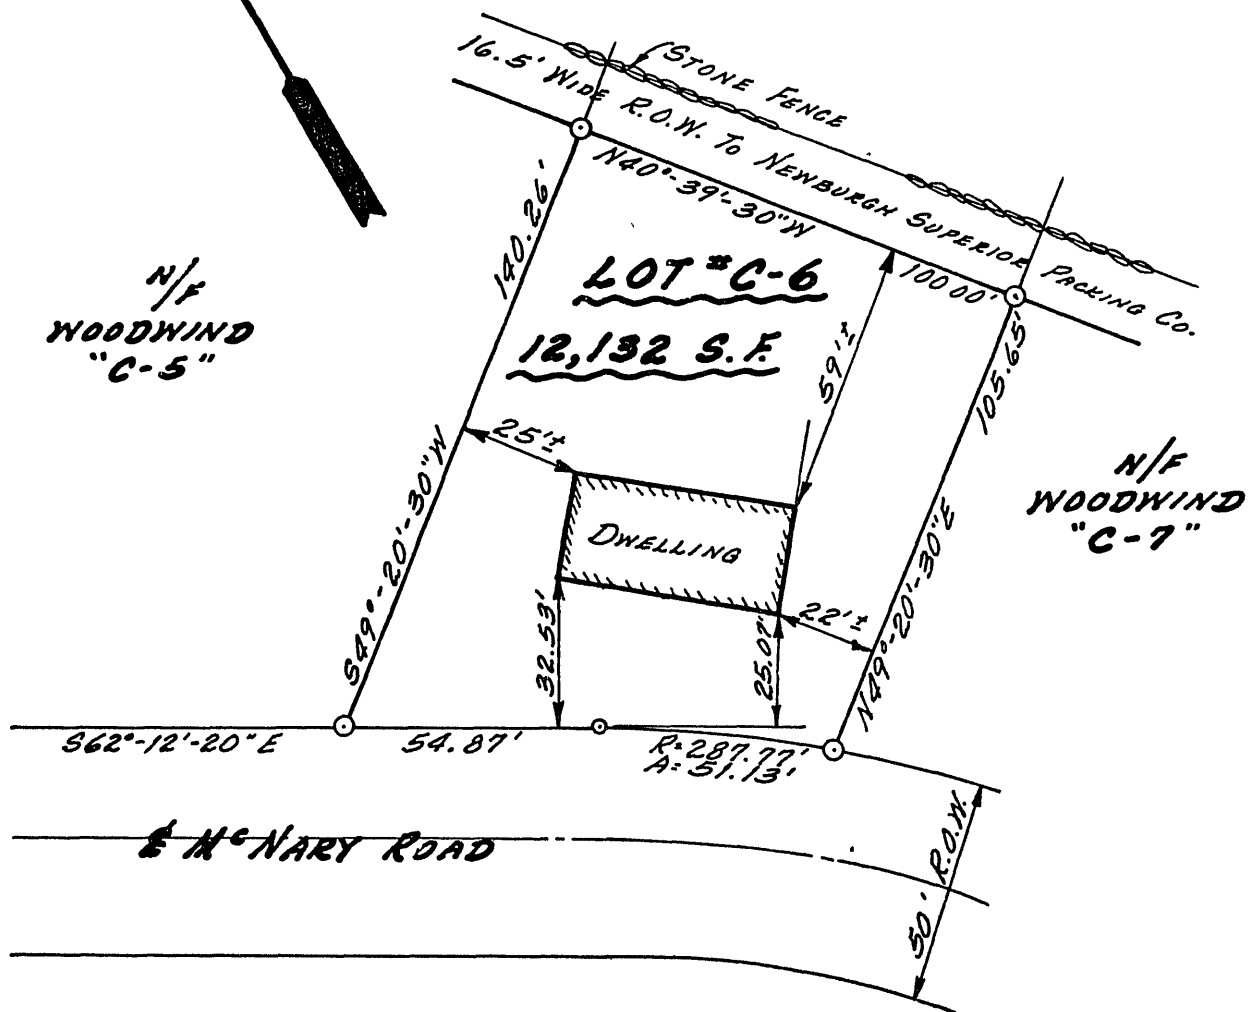 STONE FENCE
16.5' WIDE R.O.W. TO NEWBURGH SUPERIOR PACKING CO.
N40°-39'-30"W
100.00'
140.26'
LOT #C-6
12,132 S.F.
N/F
WOODWIND
"C-5"
59'±
105.65'
25'±
N/F
WOODWIND
"C-7"
S49°-20'-30"W
DWELLING
N49°-20'-30"E
22'±
32.53'
25.07'
S62°-12'-20"E
54.87'
R=287.77'
A=51.13'
℄ McNARY ROAD
50' R.O.W.